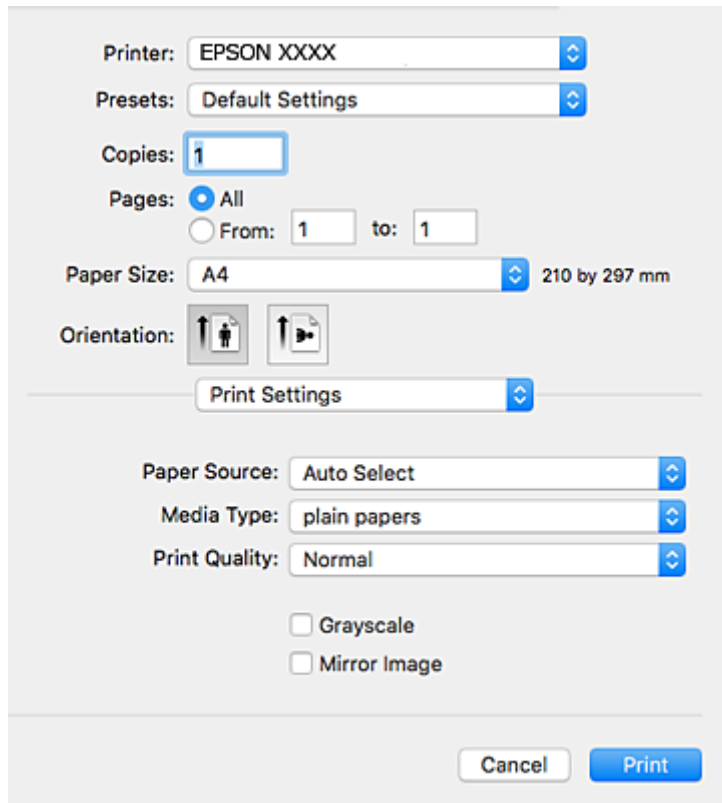 Printer: EPSON XXXX
Presets: Default Settings
Copies: 1
Pages: All
From: 1 to: 1
Paper Size: A4 210 by 297 mm
Orientation:
Print Settings
Paper Source: Auto Select
Media Type: plain papers
Print Quality: Normal
Grayscale
Mirror Image
Cancel Print